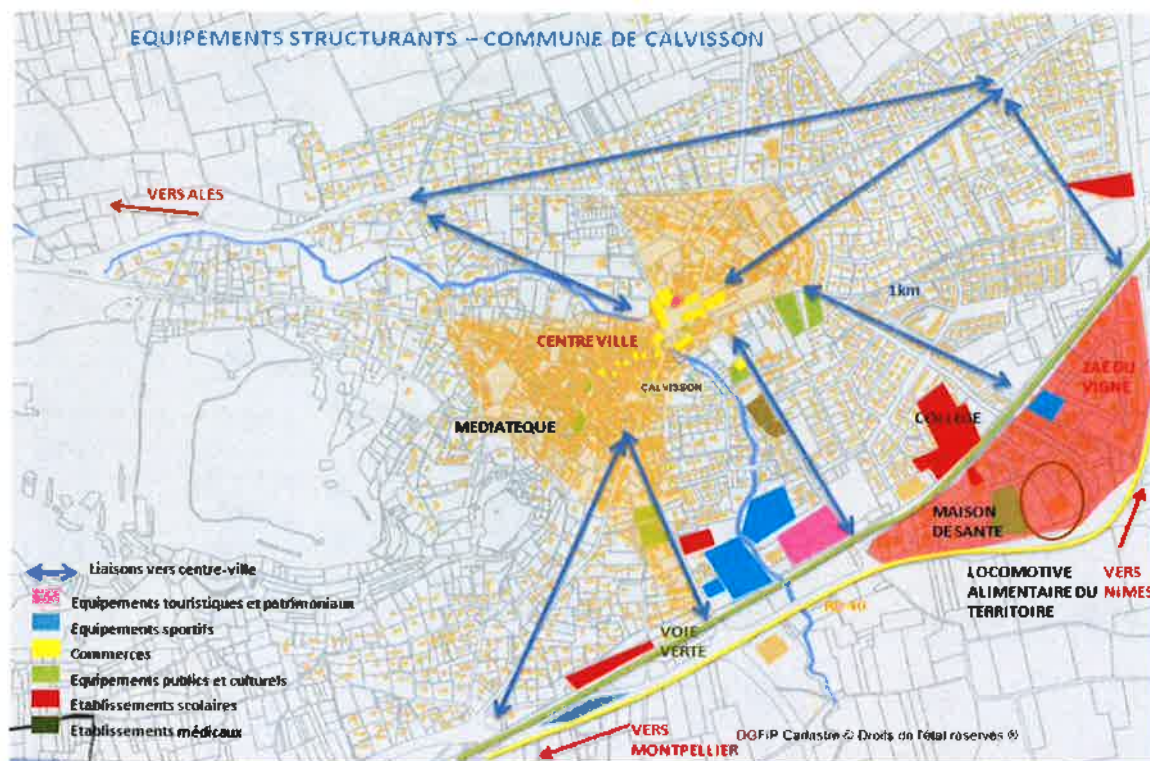 EQUIPEMENTS STRUCTURANTS – COMMUNE DE CALVISSON
VERS ALES
1km
CENTRE VILLE
CALVISSON
ZAE DU
VIGNE
MEDIATEQUE
COLLEGE
MAISON
DE SANTE
LOCOMOTIVE
ALIMENTAIRE DU
TERRITOIRE
VERS
NIMES
RD 40
VOIE
VERTE
Liaisons vers centre-ville
Equipements touristiques et patrimoniaux
Equipements sportifs
Commerces
Equipements publics et culturels
Etablissements scolaires
Etablissements médicaux
VERS
MONTPELLIER
DGFiP Cadastre © Droits de l'état réservés ®